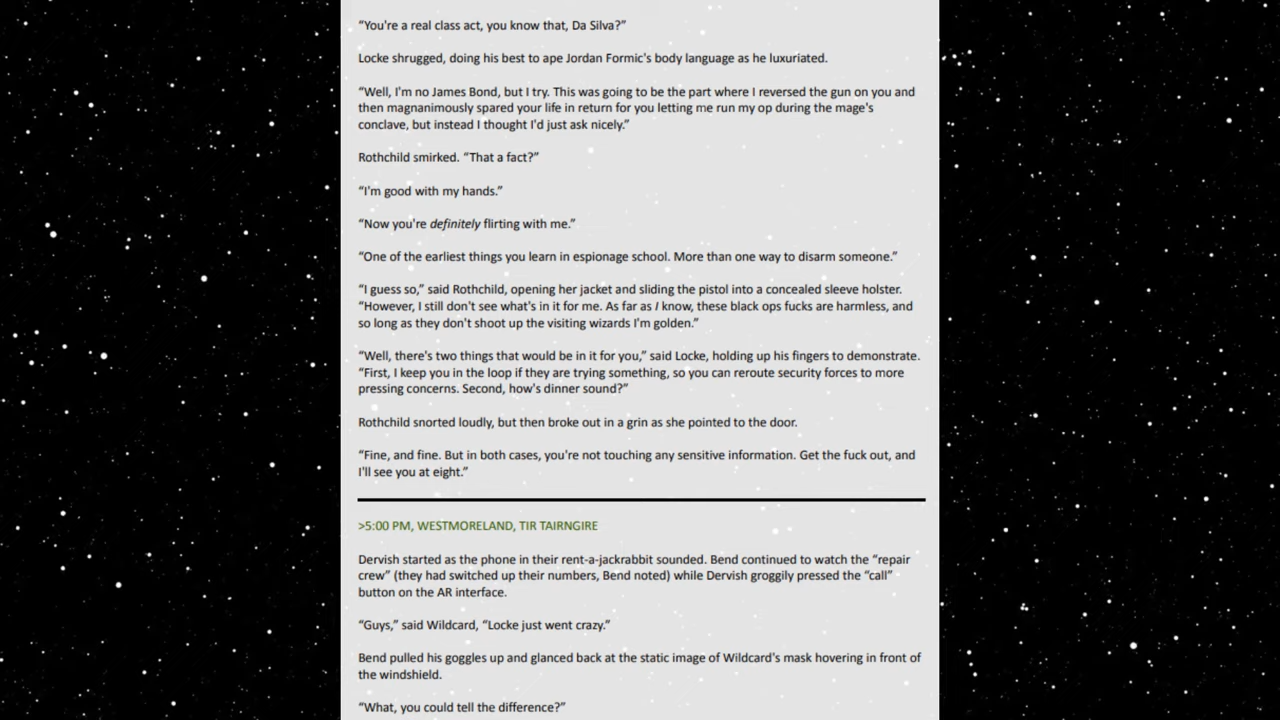 “You're a real class act, you know that, Da Silva?”
Locke shrugged, doing his best to ape Jordan Formic's body language as he luxuriated.
“Well, I'm no James Bond, but I try. This was going to be the part where I reversed the gun on you and
then magnanimously spared your life in return for you letting me run my op during the mage's
conclave, but instead I thought I'd just ask nicely.”
Rothchild smirked. “That a fact?”
“I'm good with my hands.”
“Now you're definitely flirting with me.”
“One of the earliest things you learn in espionage school. More than one way to disarm someone.”
“I guess so,” said Rothchild, opening her jacket and sliding the pistol into a concealed sleeve holster.
“However, I still don't see what's in it for me. As far as I know, these black ops fucks are harmless, and
so long as they don't shoot up the visiting wizards I'm golden.”
“Well, there's two things that would be in it for you,” said Locke, holding up his fingers to demonstrate.
“First, I keep you in the loop if they are trying something, so you can reroute security forces to more
pressing concerns. Second, how's dinner sound?”
Rothchild snorted loudly, but then broke out in a grin as she pointed to the door.
“Fine, and fine. But in both cases, you're not touching any sensitive information. Get the fuck out, and
I'll see you at eight.”
>5:00 PM, WESTMORELAND, TIR TAIRNGIRE
Dervish started as the phone in their rent-a-jackrabbit sounded. Bend continued to watch the “repair
crew” (they had switched up their numbers, Bend noted) while Dervish groggily pressed the “call”
button on the AR interface.
“Guys,” said Wildcard, “Locke just went crazy.”
Bend pulled his goggles up and glanced back at the static image of Wildcard's mask hovering in front of
the windshield.
“What, you could tell the difference?”